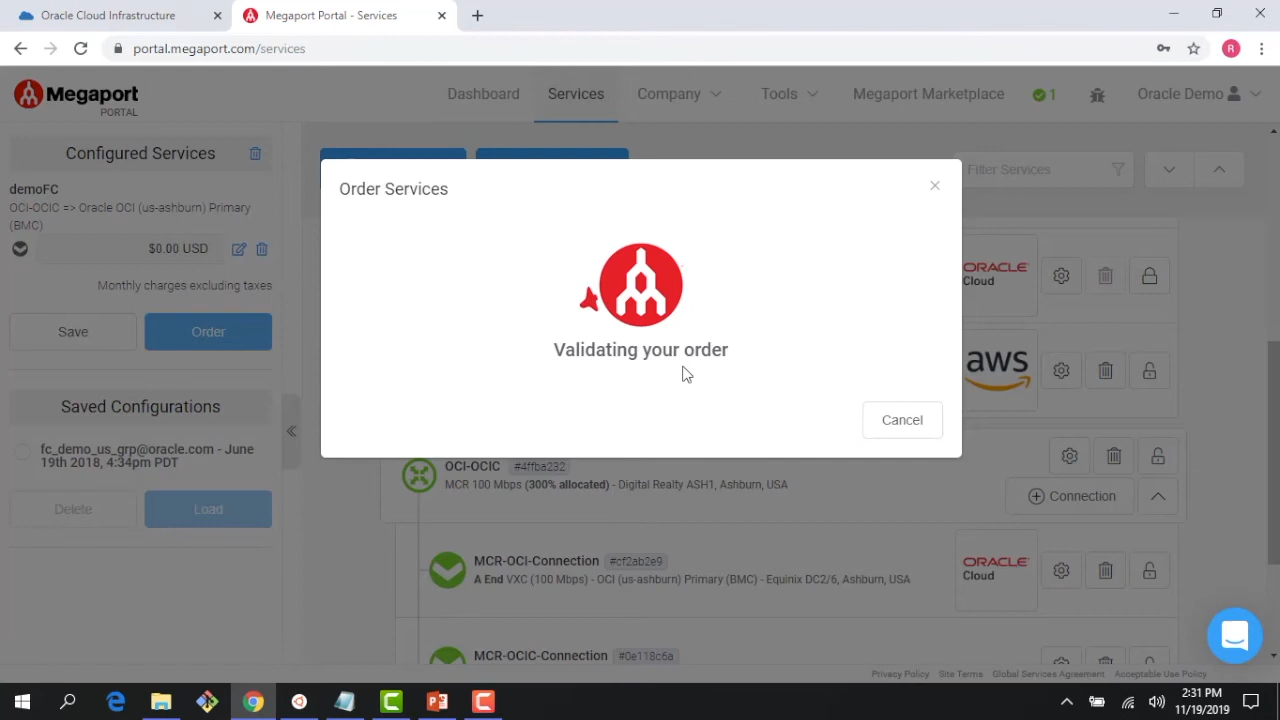 Oracle Cloud Infrastructure
Megaport Portal - Services
portal.megaport.com/services
R
Megaport
PORTAL
Dashboard
Services
Company
Tools
Megaport Marketplace
1
Oracle Demo
Configured Services
demoFC
OCI-OCIC => Oracle OCI (us-ashburn) Primary
(BMC)
$0.00 USD
Monthly charges excluding taxes
Save
Order
Saved Configurations
fc_demo_us_grp@oracle.com - June
19th 2018, 4:34pm PDT
Delete
Load
Filter Services
Order Services
Validating your order
Cancel
ORACLE
Cloud
aws
OCI-OCIC #4ffba232
MCR 100 Mbps (300% allocated) - Digital Realty ASH1, Ashburn, USA
Connection
MCR-OCI-Connection #cf2ab2e9
A End VXC (100 Mbps) - OCI (us-ashburn) Primary (BMC) - Equinix DC2/6, Ashburn, USA
ORACLE
Cloud
MCR-OCIC-Connection #0e118c6a
Privacy Policy Site Terms Global Services Agreement Acceptable Use Policy
2:31 PM
11/19/2019